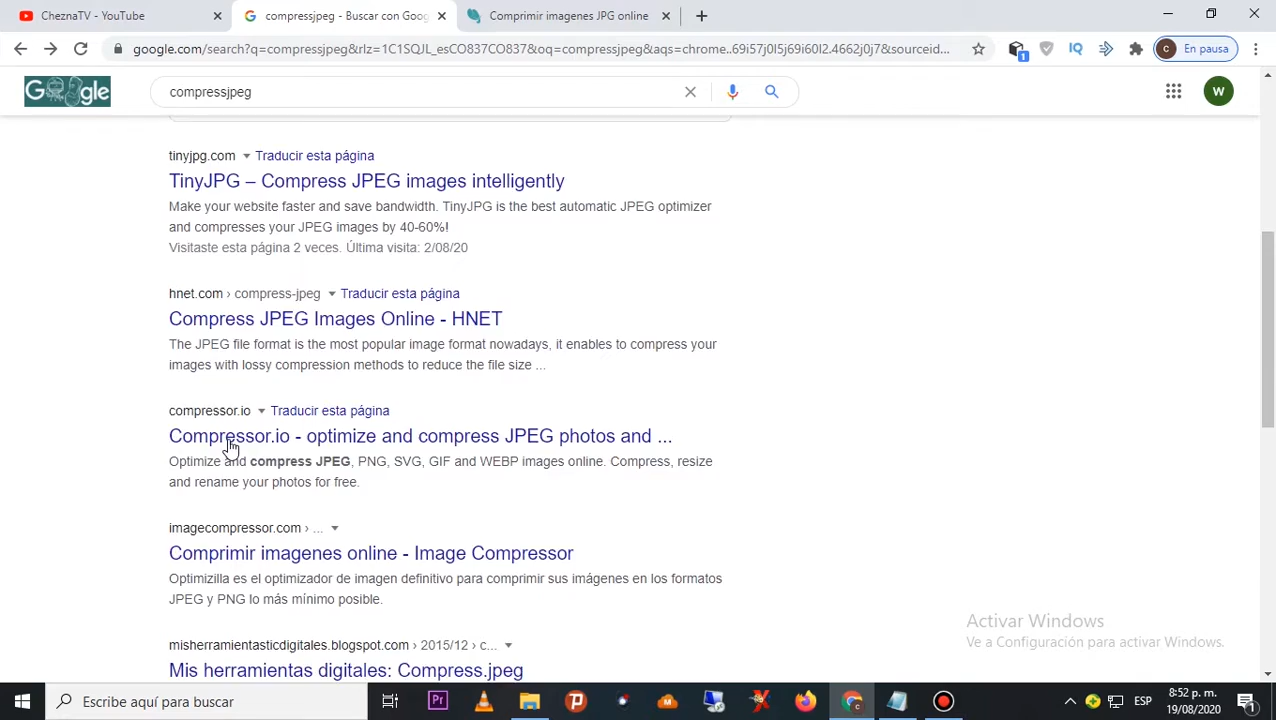 CheznaTV - YouTube
compressjpeg - Buscar con Goog
Comprimir imagenes JPG online
google.com/search?q=compressjpeg&rlz=1C1SQJL_esCO837CO837&oq=compressjpeg&aqs=chrome..69i57j0l5j69i60l2.4662j0j7&sourceid...
1
IQ
c
En pausa
Google
compressjpeg
W
tinyjpg.com
Traducir esta página
TinyJPG – Compress JPEG images intelligently
Make your website faster and save bandwidth. TinyJPG is the best automatic JPEG optimizer
and compresses your JPEG images by 40-60%!
Visitaste esta página 2 veces. Última visita: 2/08/20
hnet.com › compress-jpeg
Traducir esta página
Compress JPEG Images Online - HNET
The JPEG file format is the most popular image format nowadays, it enables to compress your
images with lossy compression methods to reduce the file size ...
compressor.io
Traducir esta página
Compressor.io - optimize and compress JPEG photos and ...
Optimize and compress JPEG, PNG, SVG, GIF and WEBP images online. Compress, resize
and rename your photos for free.
imagecompressor.com › ...
Comprimir imagenes online - Image Compressor
Optimizilla es el optimizador de imagen definitivo para comprimir sus imágenes en los formatos
JPEG y PNG lo más mínimo posible.
misherramientasticdigitales.blogspot.com › 2015/12 › c...
Mis herramientas digitales: Compress.jpeg
Activar Windows
Ve a Configuración para activar Windows.
Escribe aquí para buscar
Pr
ESP
8:52 p. m.
19/08/2020
1